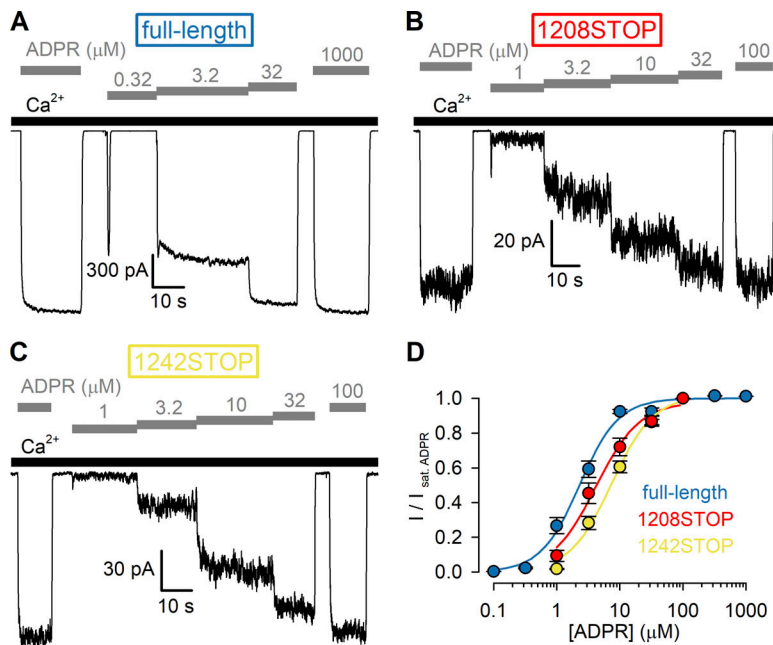 A
full-length
ADPR (μM)
0.32
3.2
32
1000
Ca2+
300 pA
10 s
B
1208STOP
ADPR (μM)
1
3.2
10
32
100
Ca2+
20 pA
10 s
C
1242STOP
ADPR (μM)
1
3.2
10
32
100
Ca2+
30 pA
10 s
D
I / I sat. ADPR
1.0
0.8
0.6
0.4
0.2
0.0
full-length
1208STOP
1242STOP
0.1
1
10
100
1000
[ADPR] (μM)